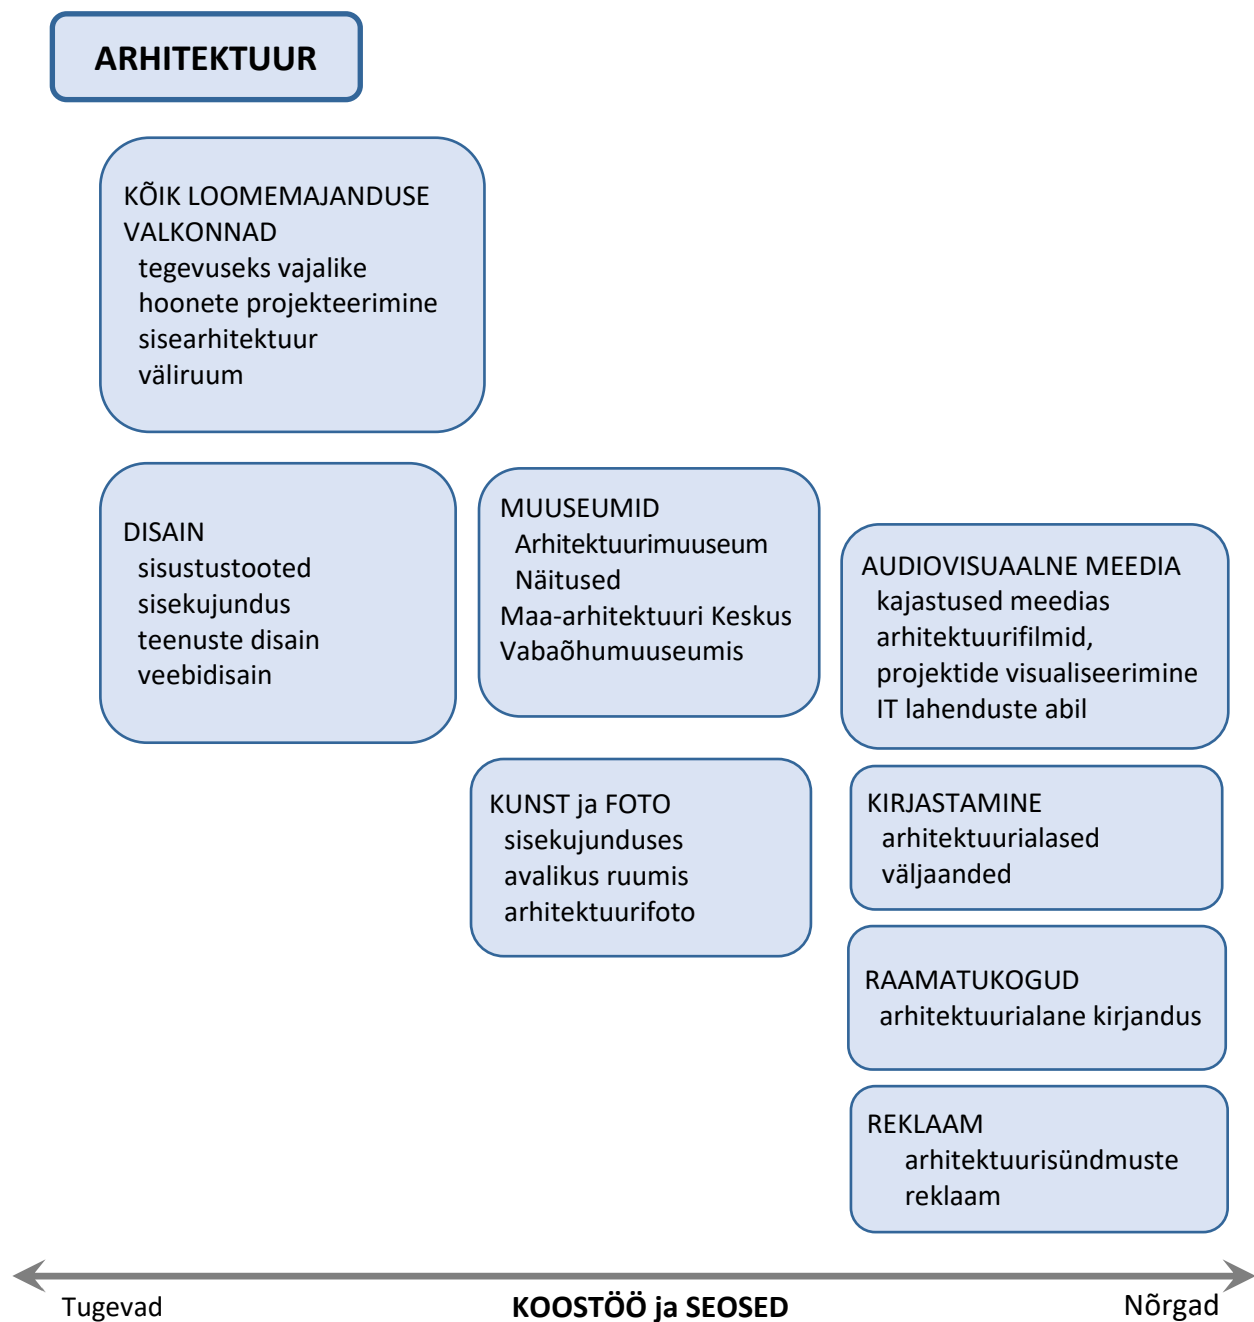 ARHITEKTUUR
KÕIK LOOMEMAJANDUSE
VALKONNAD
tegevuseks vajalike
hoonete projekteerimine
sisearhitektuur
väliruum
DISAIN
sisustustooted
sisekujundus
teenuste disain
veebidisain
MUUSEUMID
Arhitektuurimuuseum
Näitused
Maa-arhitektuuri Keskus
Vabaõhumuuseumis
AUDIOVISUAALNE MEEDIA
kajastused meedias
arhitektuurifilmid,
projektide visualiseerimine
IT lahenduste abil
KUNST ja FOTO
sisekujunduses
avalikus ruumis
arhitektuurifoto
KIRJASTAMINE
arhitektuurialased
väljaanded
RAAMATUKOGUD
arhitektuurialane kirjandus
REKLAAM
arhitektuurisündmuste
reklaam
Tugevad
KOOSTÖÖ ja SEOSED
Nõrgad